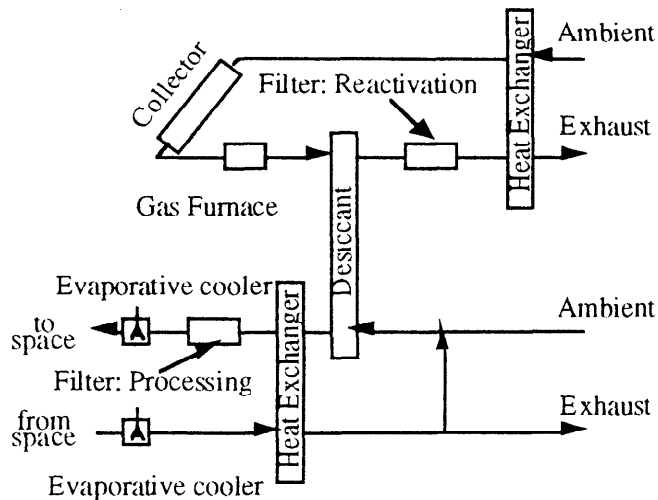 Ambient
Heat Exchanger
Collector
Filter: Reactivation
Exhaust
Gas Furnace
Desiccant
Evaporative cooler
Heat Exchanger
Ambient
to
space
A
Filter: Processing
from
space
A
Exhaust
Evaporative cooler